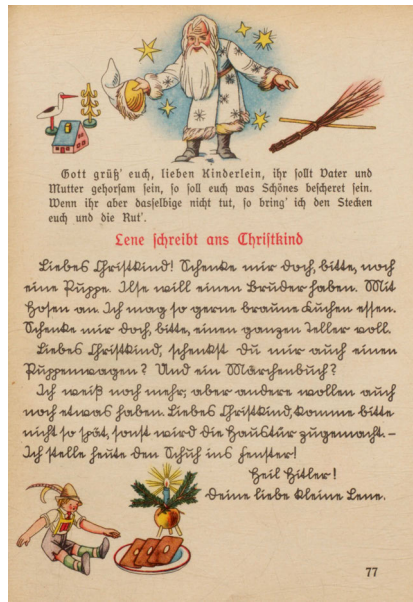 Gott grüß' euch, lieben Kinderlein, ihr sollt Vater und
Mutter gehorsam sein, so soll euch was Schönes bescheret sein.
Wenn ihr aber dasselbige nicht tut, so bring' ich den Stecken
euch und die Rut'.
Lene schreibt ans Christkind
Liebes Christkind! Schenke mir doch, bitte, noch
eine Puppe. Ilse will einen Bruder haben. Mit
Hosen an. Ich mag so gerne braune Kuchen essen.
Schenke mir doch, bitte, einen ganzen Teller voll.
Liebes Christkind, schenkst du mir auch einen
Puppenwagen? Und ein Märchenbuch?
Ich weiß noch mehr, aber andere wollen auch
noch etwas haben. Liebes Christkind, komme bitte
nicht so spät, sonst wird die Haustür zugemacht. –
Ich stelle heute den Schuh ins Fenster!
Heil Hitler!
Deine liebe kleine Lene.
77